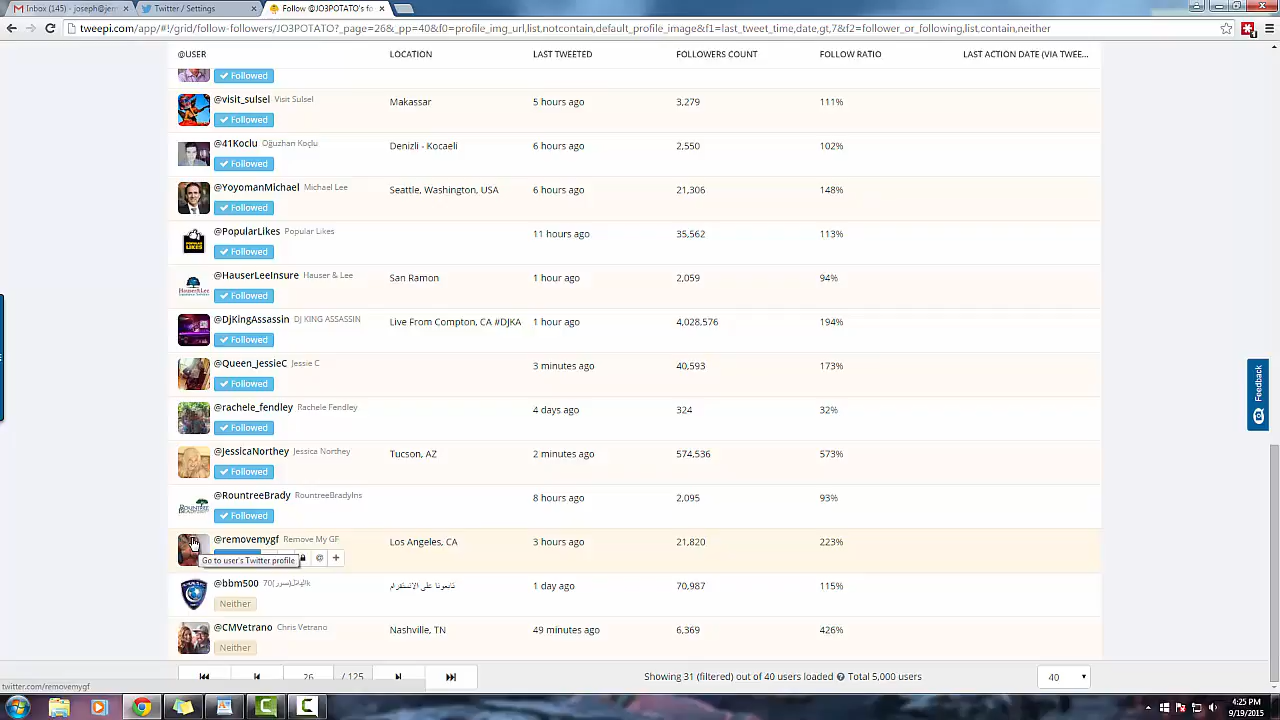 Inbox (145) - joseph@jerr
Twitter / Settings
Follow @JO3POTATO's fo
tweepi.com/app/#!/grid/follow-followers/JO3POTATO?_page=26&_pp=40&f0=profile_img_url,list,notcontain,default_profile_image&f1=last_tweet_time,date,gt,7&f2=follower_or_following,list,contain,neither
@USER LOCATION LAST TWEETED FOLLOWERS COUNT FOLLOW RATIO LAST ACTION DATE (VIA TWEE...
Followed
@visit_sulsel Visit Sulsel Makassar 5 hours ago 3,279 111%
Followed
@41Koclu Oğuzhan Koçlu Denizli - Kocaeli 6 hours ago 2,550 102%
Followed
@YoyomanMichael Michael Lee Seattle, Washington, USA 6 hours ago 21,306 148%
Followed
@PopularLikes Popular Likes 11 hours ago 35,562 113%
Followed
@HauserLeeInsure Hauser & Lee San Ramon 1 hour ago 2,059 94%
Followed
@DjKingAssassin DJ KING ASSASSIN Live From Compton, CA #DJKA 1 hour ago 4,028,576 194%
Followed
@Queen_JessieC Jessie C 3 minutes ago 40,593 173%
Followed
@rachele_fendley Rachele Fendley 4 days ago 324 32%
Followed
@JessicaNorthey Jessica Northey Tucson, AZ 2 minutes ago 574,536 573%
Followed
@RountreeBrady RountreeBradyIns 8 hours ago 2,095 93%
Followed
@removemygf Remove My GF Los Angeles, CA 3 hours ago 21,820 223%
Go to user's Twitter profile @ +
@bbm500 1 day ago 70,987 115%
Neither
@CMVetrano Chris Vetrano Nashville, TN 49 minutes ago 6,369 426%
Neither
26 / 125 Showing 31 (filtered) out of 40 users loaded Total 5,000 users 40
Feedback
twitter.com/removemygf
4:25 PM
9/19/2015